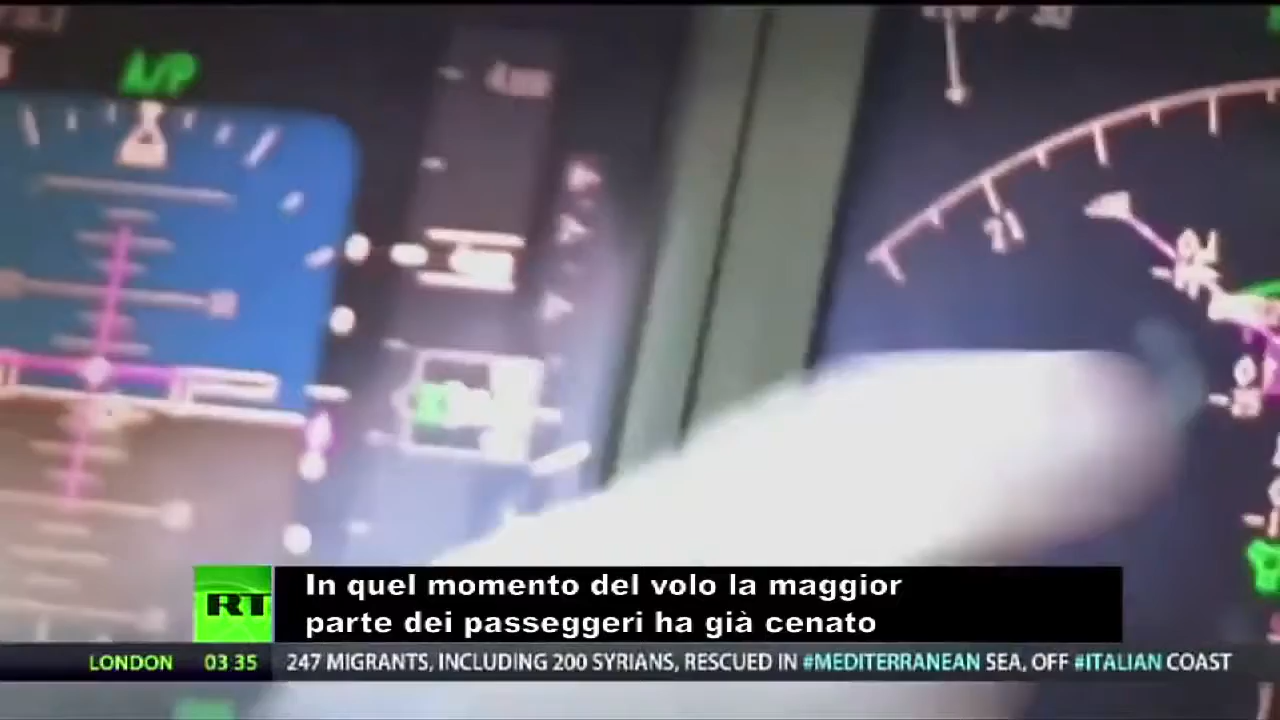 A/P
In quel momento del volo la maggior
parte dei passeggeri ha già cenato
RT
LONDON 03:35 247 MIGRANTS, INCLUDING 200 SYRIANS, RESCUED IN #MEDITERRANEAN SEA, OFF #ITALIAN COAST